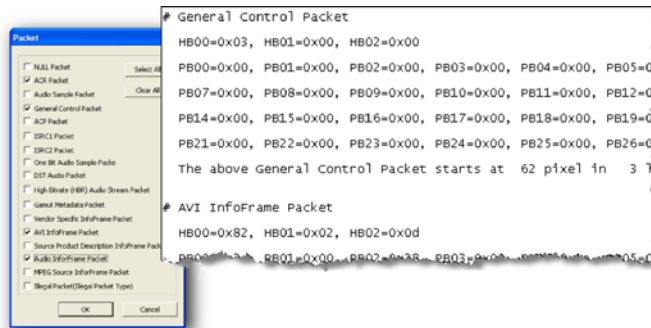 Packet
NULL Packet
Select All
ACR Packet
Audio Sample Packet
Clear All
General Control Packet
ACP Packet
ISRC1 Packet
ISRC2 Packet
One Bit Audio Sample Packe
DST Audio Packet
High Bitrate (HBR) Audio Stream Packet
Gamut Metadata Packet
Vendor Specific InfoFrame Packet
AVI InfoFrame Packet
Source Product Description InfoFrame Pack
Audio InforFrame Packet
MPEG Source InforFrame Packet
Illegal Packet(Illegal Packet Type)
OK
Cancel
# General Control Packet
HB00=0x03, HB01=0x00, HB02=0x00
PB00=0x00, PB01=0x00, PB02=0x00, PB03=0x00, PB04=0x00, PB05=0
PB07=0x00, PB08=0x00, PB09=0x00, PB10=0x00, PB11=0x00, PB12=0
PB14=0x00, PB15=0x00, PB16=0x00, PB17=0x00, PB18=0x00, PB19=0
PB21=0x00, PB22=0x00, PB23=0x00, PB24=0x00, PB25=0x00, PB26=0
The above General Control Packet starts at 62 pixel in 3 l
# AVI InfoFrame Packet
HB00=0x82, HB01=0x02, HB02=0x0d
PB01=0x00